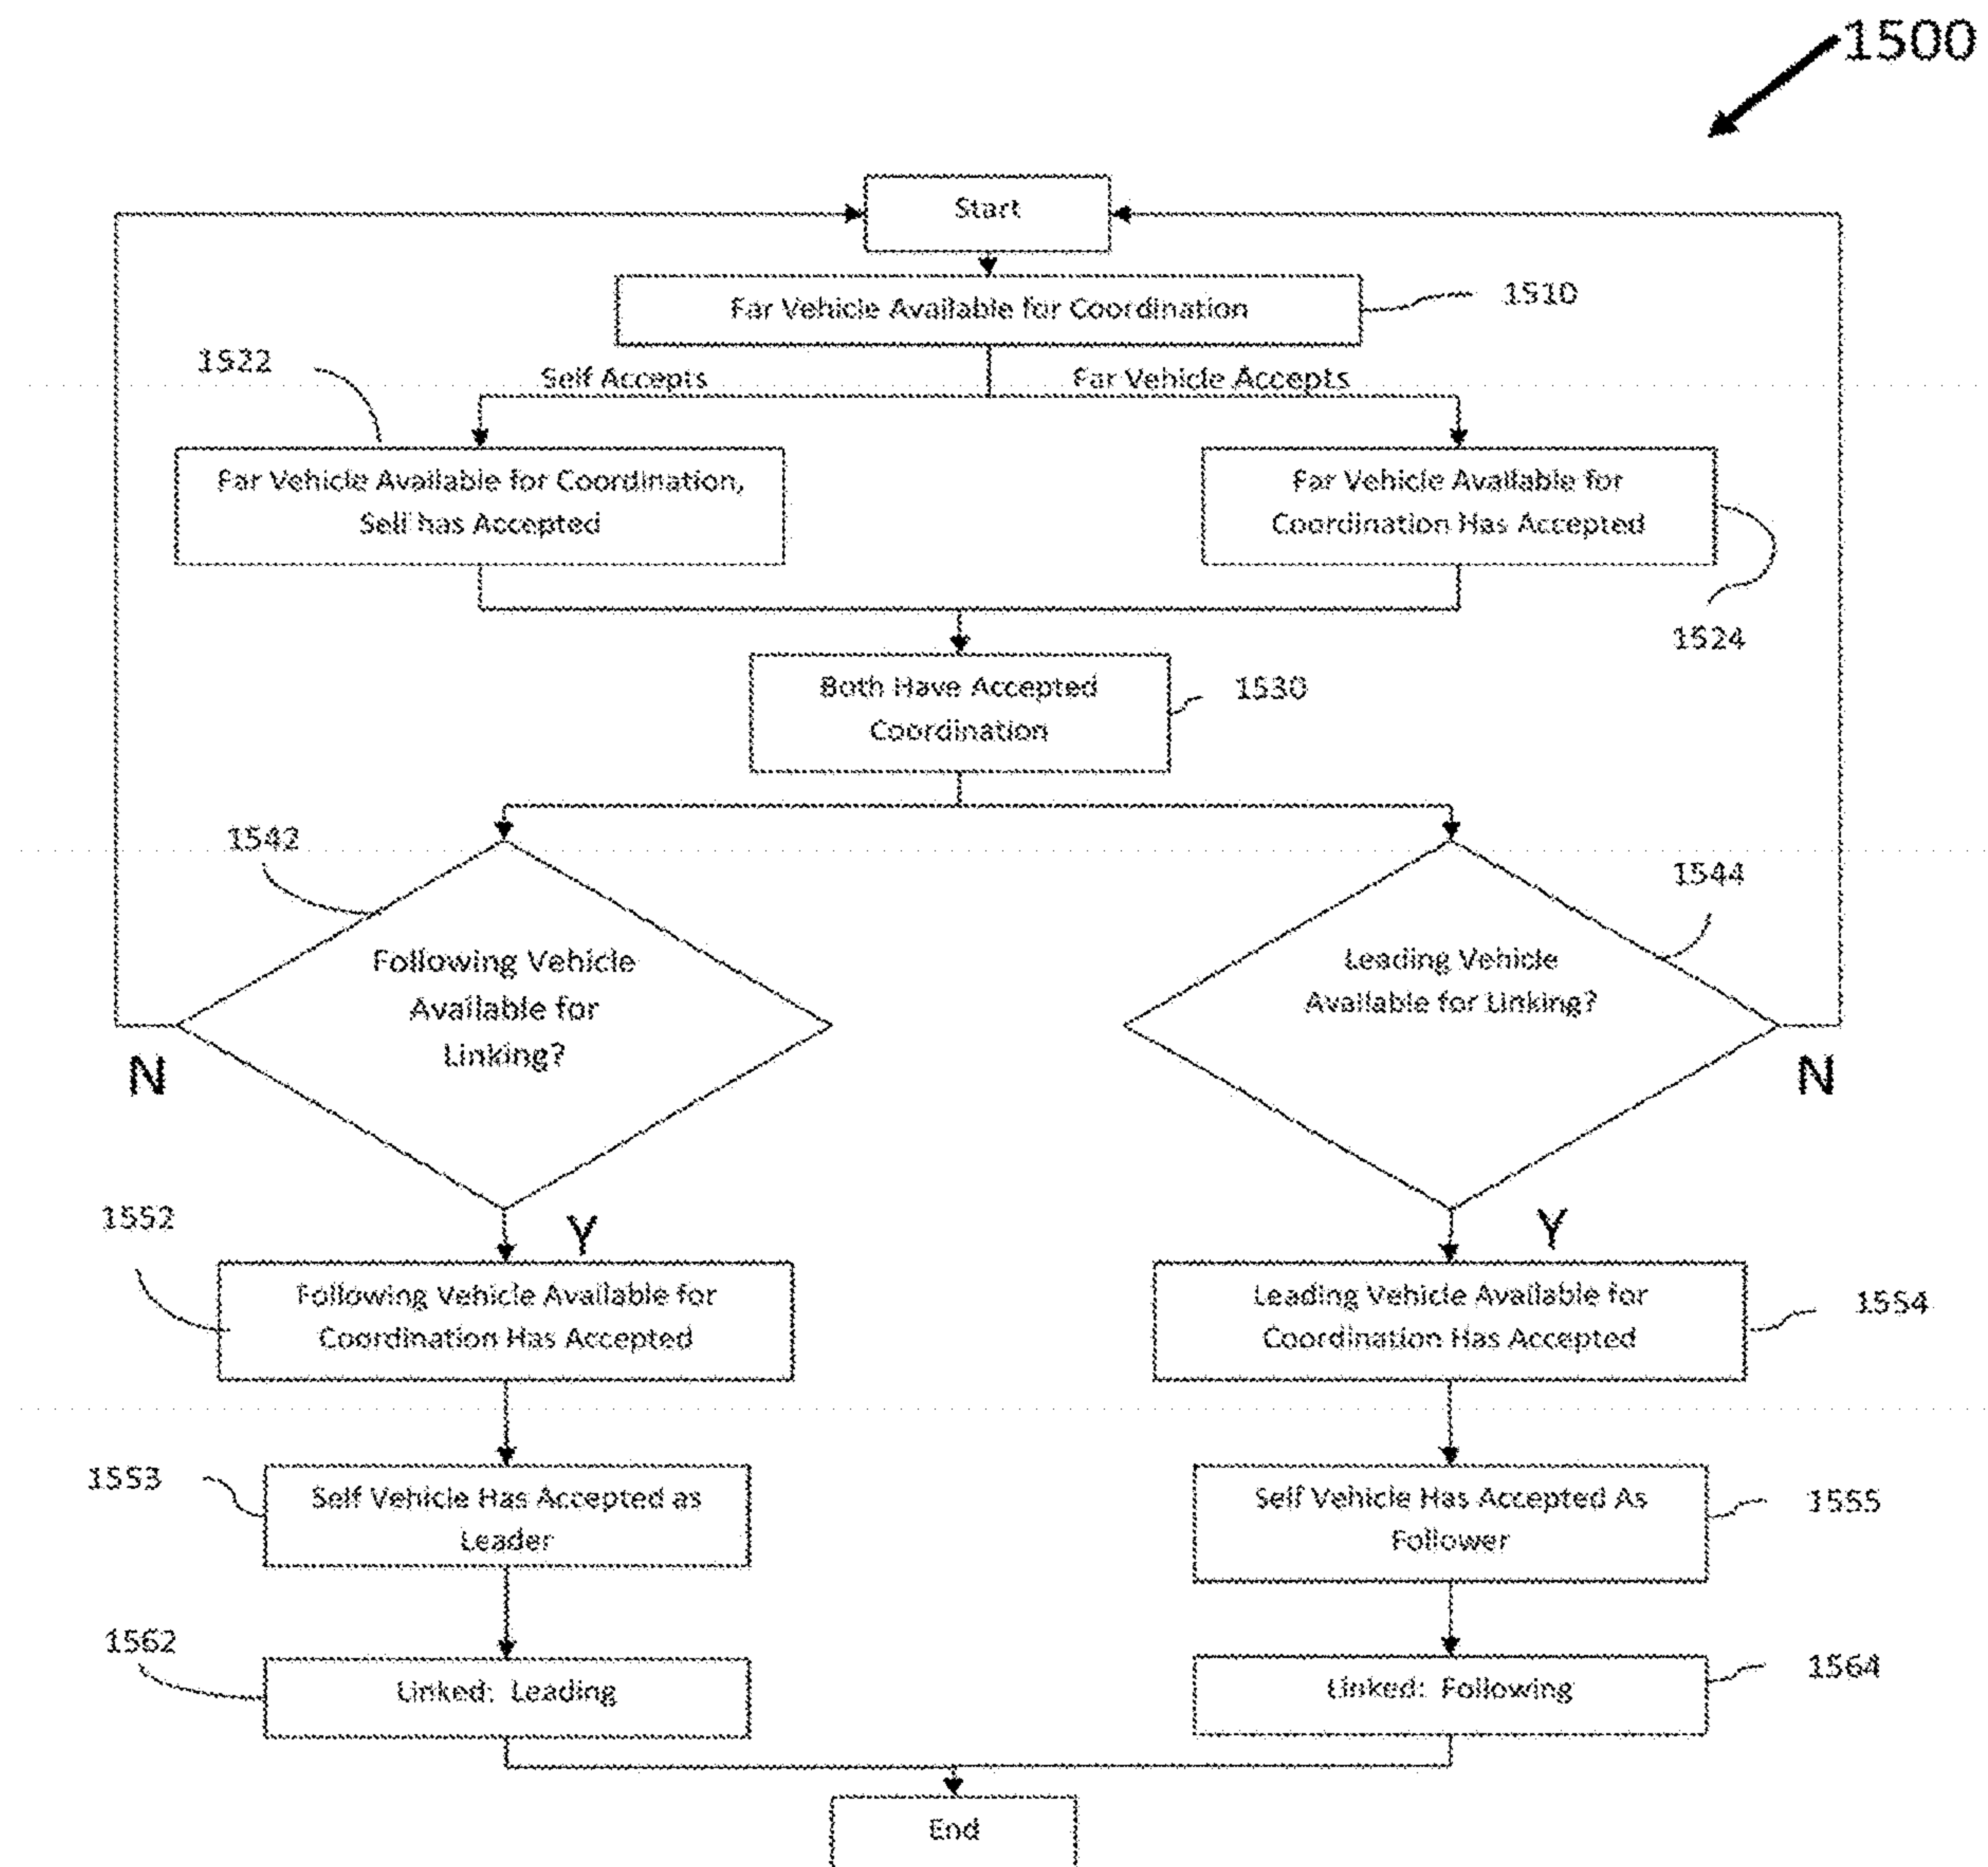 1500
Start
Far Vehicle Available for Coordination
1510
1522
Self Accepts
Far Vehicle Accepts
Far Vehicle Available for Coordination,
Self has Accepted
Far Vehicle Available for
Coordination Has Accepted
1524
Both Have Accepted
Coordination
1530
1542
1544
Following Vehicle
Available for
Linking?
Leading Vehicle
Available for Linking?
N
N
1552
Y
Y
Following Vehicle Available for
Coordination Has Accepted
Leading Vehicle Available for
Coordination Has Accepted
1554
1553
Self Vehicle Has Accepted as
Leader
Self Vehicle Has Accepted As
Follower
1555
1562
Linked: Leading
Linked: Following
1564
End